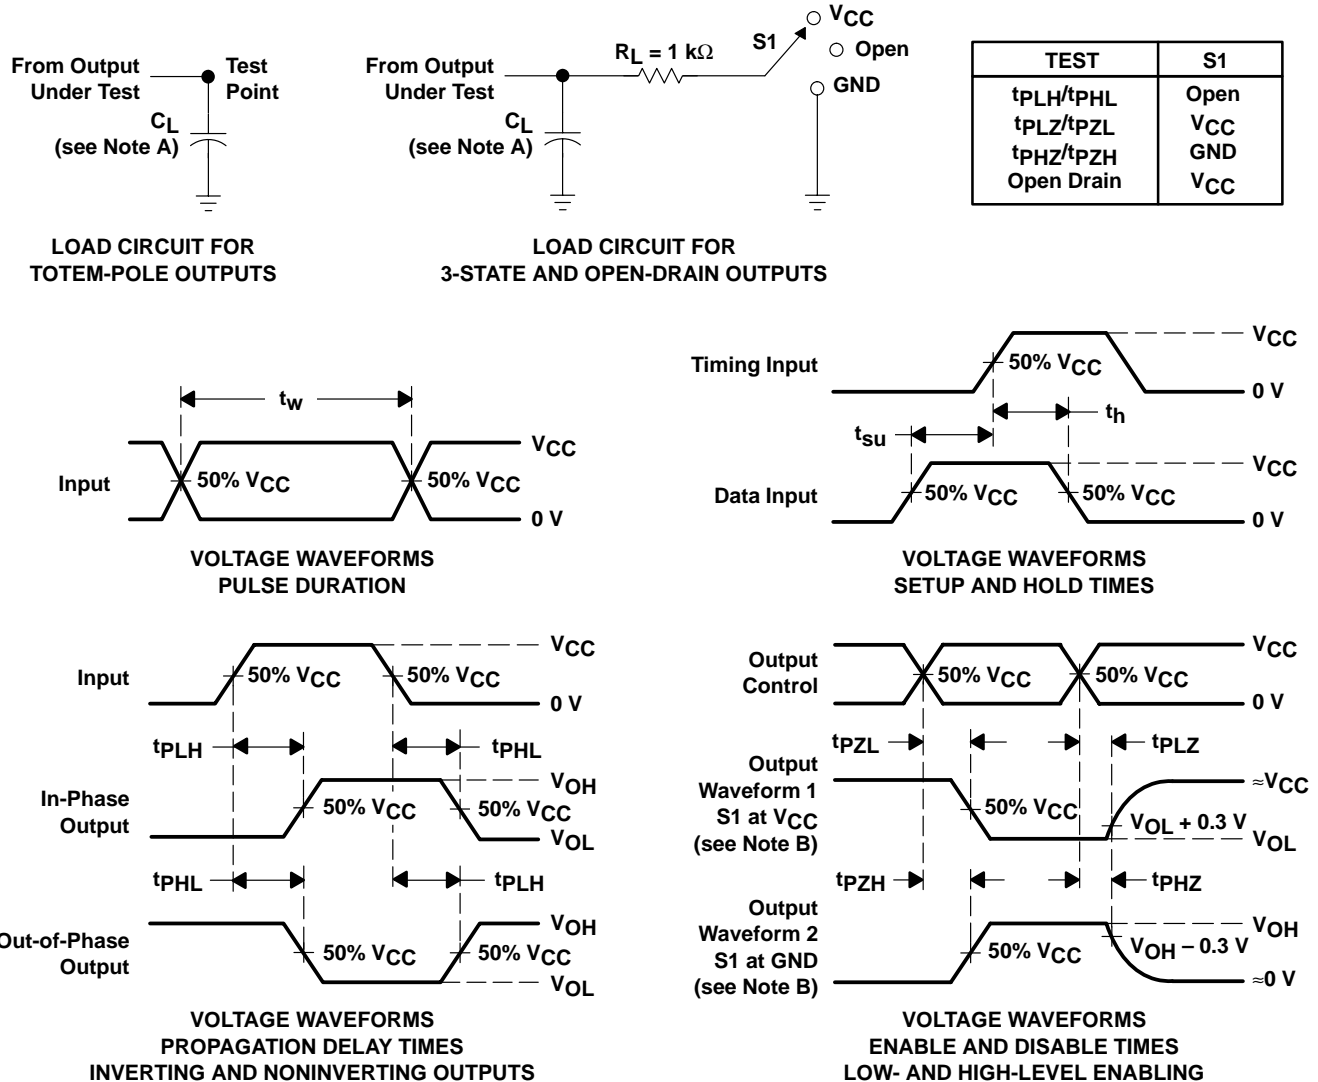 From Output
Under Test
Test
Point
CL
(see Note A)
LOAD CIRCUIT FOR
TOTEM-POLE OUTPUTS
From Output
Under Test
RL = 1 kΩ
S1
VCC
Open
GND
CL
(see Note A)
LOAD CIRCUIT FOR
3-STATE AND OPEN-DRAIN OUTPUTS
TEST S1
tPLH/tPHL Open
tPLZ/tPZL VCC
tPHZ/tPZH GND
Open Drain VCC
tw
Input
50% VCC
50% VCC
VCC
0 V
VOLTAGE WAVEFORMS
PULSE DURATION
Timing Input
50% VCC
VCC
0 V
tsu
th
Data Input
50% VCC
50% VCC
VCC
0 V
VOLTAGE WAVEFORMS
SETUP AND HOLD TIMES
Input
50% VCC
50% VCC
VCC
0 V
tPLH
tPHL
In-Phase
Output
50% VCC
50% VCC
VOH
VOL
tPHL
tPLH
Out-of-Phase
Output
50% VCC
50% VCC
VOH
VOL
VOLTAGE WAVEFORMS
PROPAGATION DELAY TIMES
INVERTING AND NONINVERTING OUTPUTS
Output
Control
50% VCC
50% VCC
VCC
0 V
tPZL
tPLZ
Output
Waveform 1
S1 at VCC
(see Note B)
50% VCC
VOL + 0.3 V
≈VCC
VOL
tPZH
tPHZ
Output
Waveform 2
S1 at GND
(see Note B)
50% VCC
VOH − 0.3 V
VOH
≈0 V
VOLTAGE WAVEFORMS
ENABLE AND DISABLE TIMES
LOW- AND HIGH-LEVEL ENABLING